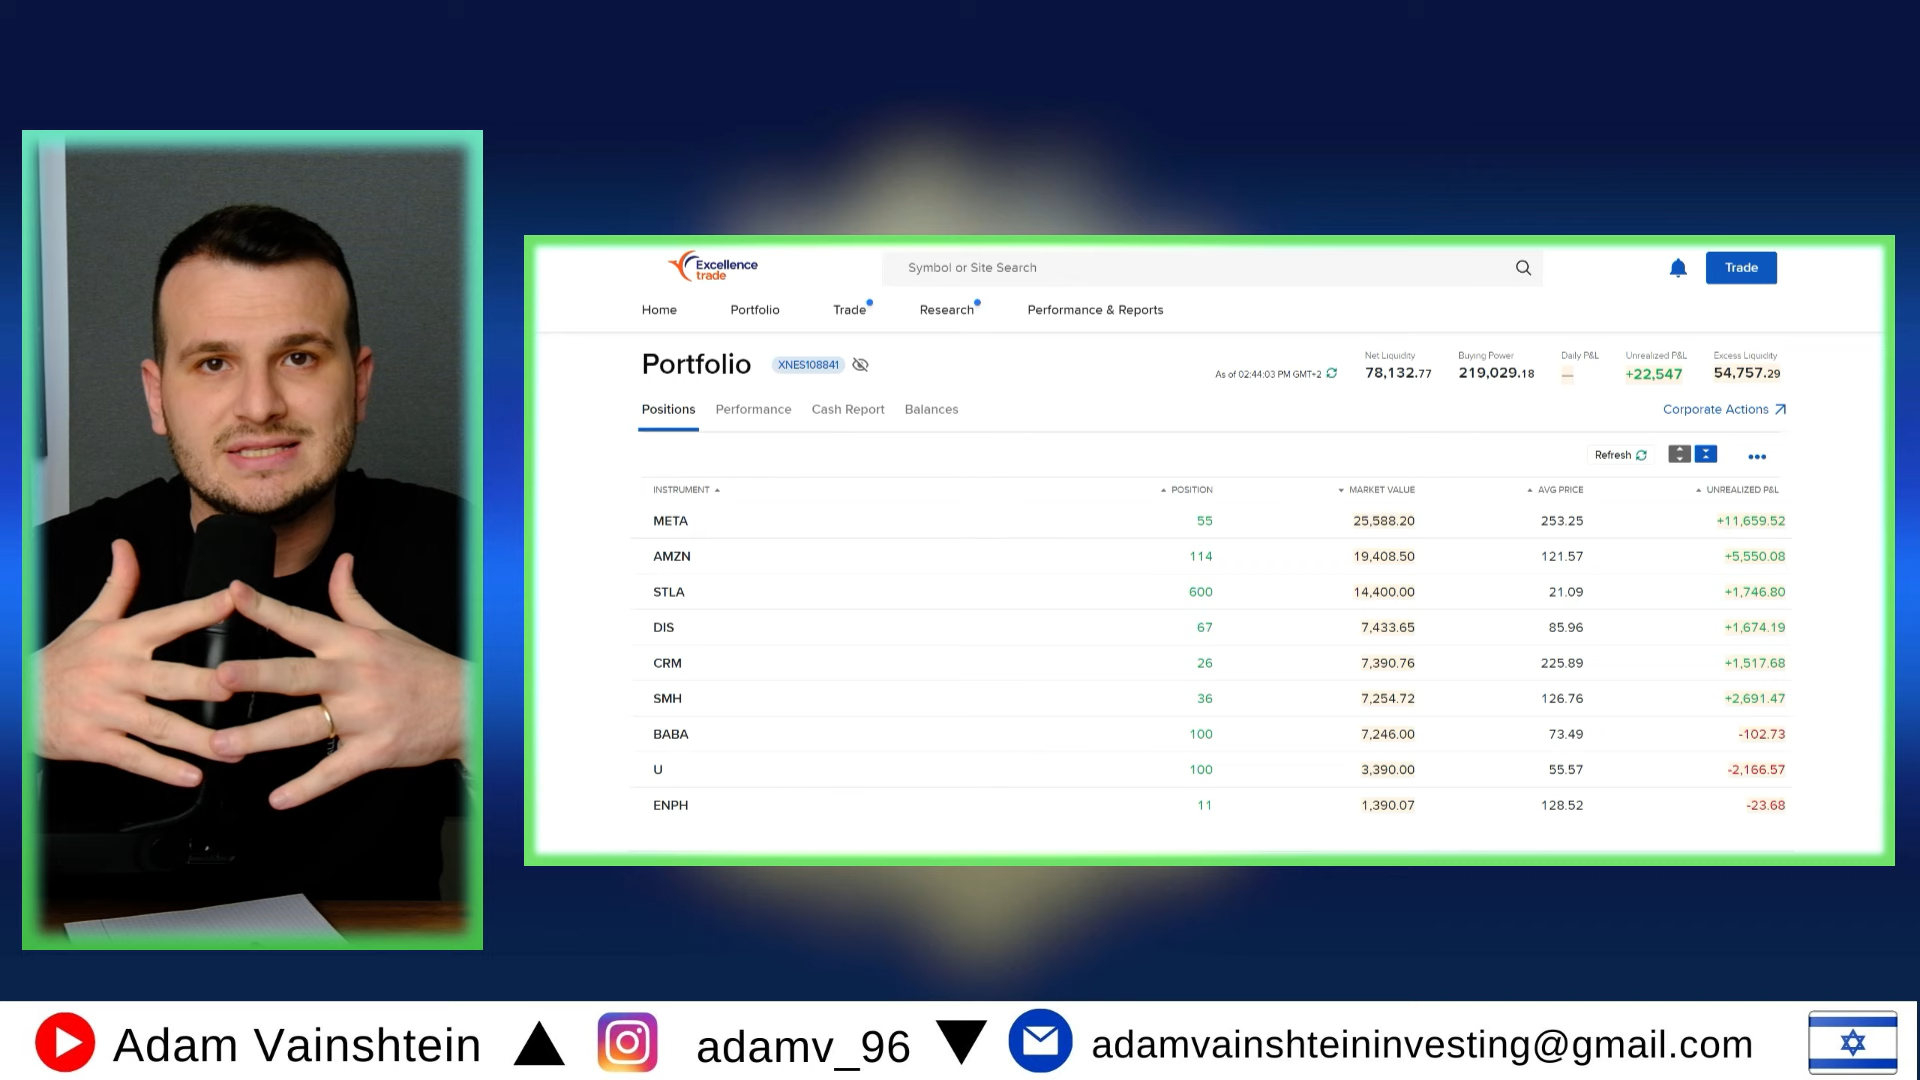 Excellence
trade
Symbol or Site Search
Trade
Home Portfolio Trade Research Performance & Reports
Portfolio XNES108841
As of 02:44:03 PM GMT+2
Net Liquidity Buying Power Daily P&L Unrealized P&L Excess Liquidity
78,132.77 219,029.18 — +22,547 54,757.29
Positions Performance Cash Report Balances Corporate Actions
Refresh
INSTRUMENT POSITION MARKET VALUE AVG PRICE UNREALIZED P&L
META 55 25,588.20 253.25 +11,659.52
AMZN 114 19,408.50 121.57 +5,550.08
STLA 600 14,400.00 21.09 +1,746.80
DIS 67 7,433.65 85.96 +1,674.19
CRM 26 7,390.76 225.89 +1,517.68
SMH 36 7,254.72 126.76 +2,691.47
BABA 100 7,246.00 73.49 -102.73
U 100 3,390.00 55.57 -2,166.57
ENPH 11 1,390.07 128.52 -23.68
Adam Vainshtein adamv_96 adamvainshteininvesting@gmail.com